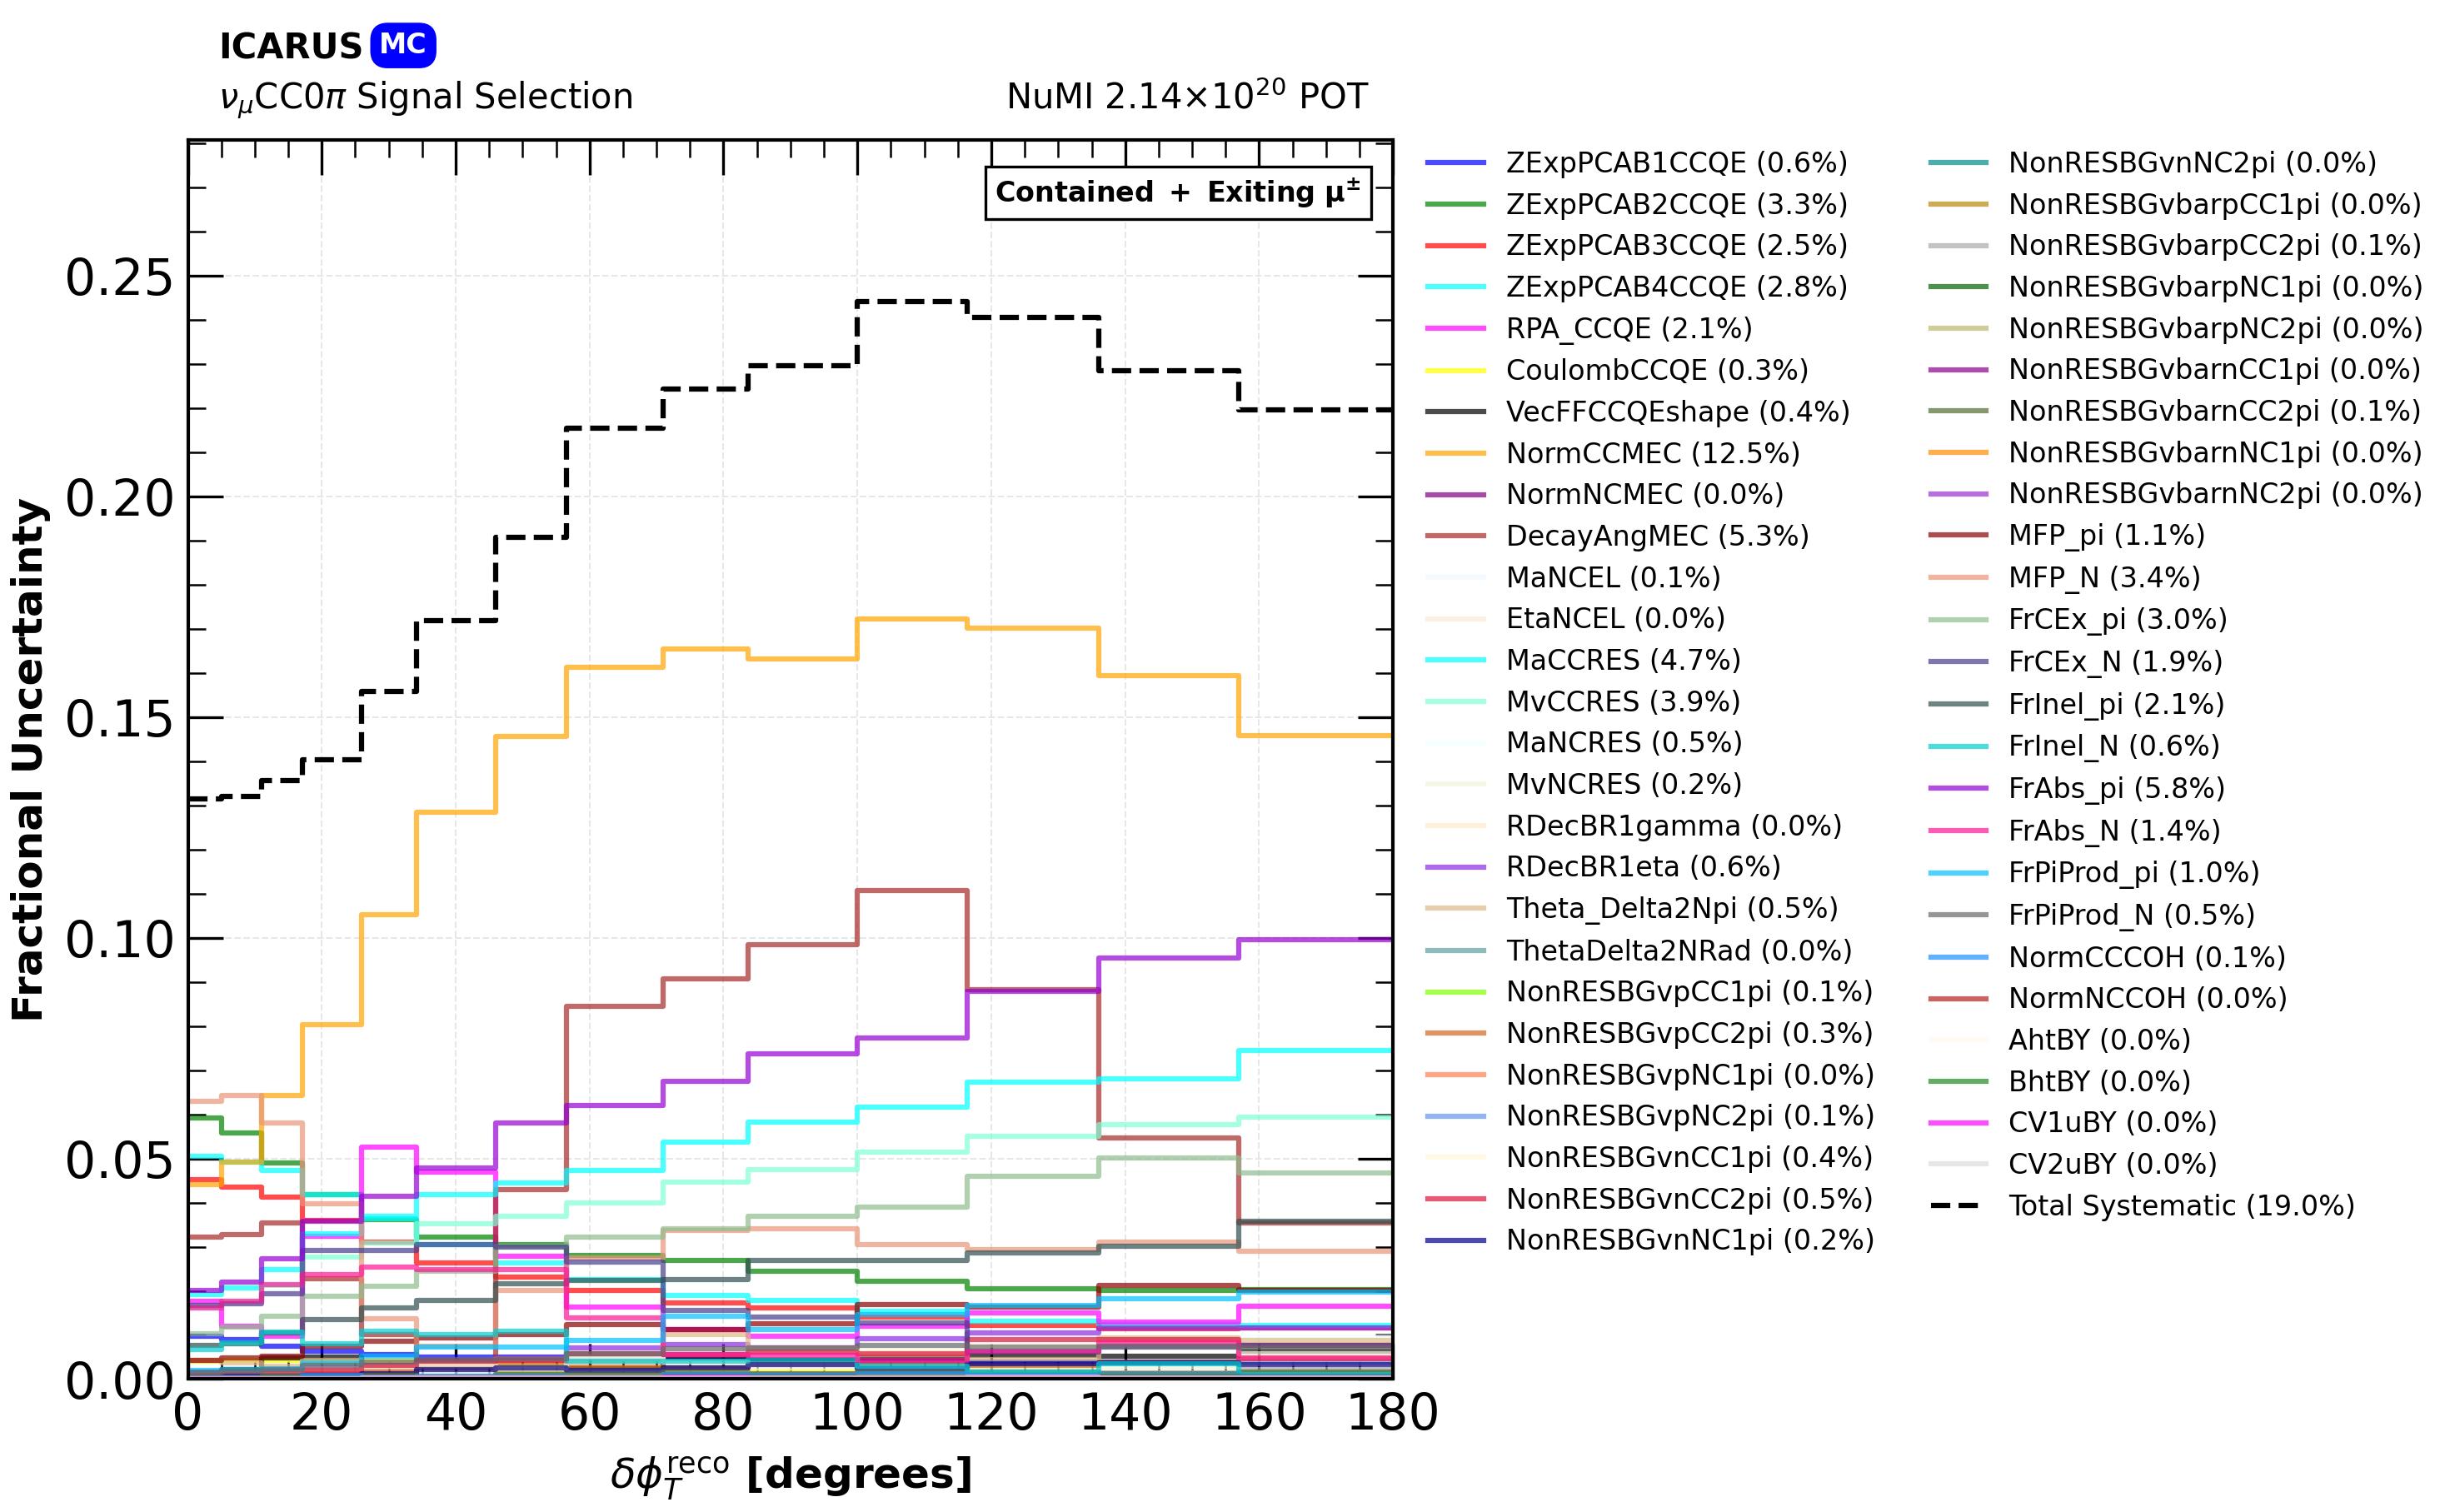 ICARUS MC
νμCC0π Signal Selection
NuMI 2.14×10²⁰ POT
Contained + Exiting μ±
Fractional Uncertainty
0.25
0.20
0.15
0.10
0.05
0.00
0 20 40 60 80 100 120 140 160 180
δϕ_T^reco [degrees]
ZExpPCAB1CCQE (0.6%)
ZExpPCAB2CCQE (3.3%)
ZExpPCAB3CCQE (2.5%)
ZExpPCAB4CCQE (2.8%)
RPA_CCQE (2.1%)
CoulombCCQE (0.3%)
VecFFCCQEshape (0.4%)
NormCCMEC (12.5%)
NormNCMEC (0.0%)
DecayAngMEC (5.3%)
MaNCEL (0.1%)
EtaNCEL (0.0%)
MaCCRES (4.7%)
MvCCRES (3.9%)
MaNCRES (0.5%)
MvNCRES (0.2%)
RDecBR1gamma (0.0%)
RDecBR1eta (0.6%)
Theta_Delta2Npi (0.5%)
ThetaDelta2NRad (0.0%)
NonRESBGvpCC1pi (0.1%)
NonRESBGvpCC2pi (0.3%)
NonRESBGvpNC1pi (0.0%)
NonRESBGvpNC2pi (0.1%)
NonRESBGvnCC1pi (0.4%)
NonRESBGvnCC2pi (0.5%)
NonRESBGvnNC1pi (0.2%)
NonRESBGvnNC2pi (0.0%)
NonRESBGvbarpCC1pi (0.0%)
NonRESBGvbarpCC2pi (0.1%)
NonRESBGvbarpNC1pi (0.0%)
NonRESBGvbarpNC2pi (0.0%)
NonRESBGvbarnCC1pi (0.0%)
NonRESBGvbarnCC2pi (0.1%)
NonRESBGvbarnNC1pi (0.0%)
NonRESBGvbarnNC2pi (0.0%)
MFP_pi (1.1%)
MFP_N (3.4%)
FrCEx_pi (3.0%)
FrCEx_N (1.9%)
FrInel_pi (2.1%)
FrInel_N (0.6%)
FrAbs_pi (5.8%)
FrAbs_N (1.4%)
FrPiProd_pi (1.0%)
FrPiProd_N (0.5%)
NormCCCOH (0.1%)
NormNCCOH (0.0%)
AhtBY (0.0%)
BhtBY (0.0%)
CV1uBY (0.0%)
CV2uBY (0.0%)
Total Systematic (19.0%)